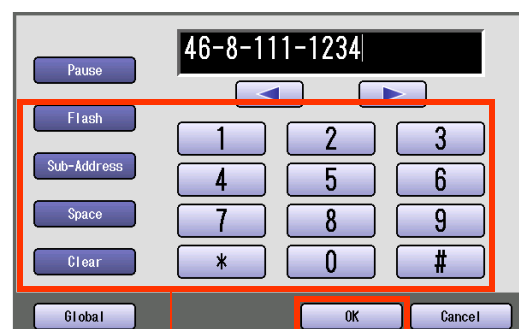 46-8-111-1234
Pause
Flash
Sub-Address
Space
Clear
1 2 3
4 5 6
7 8 9
* 0 #
Global OK Cancel